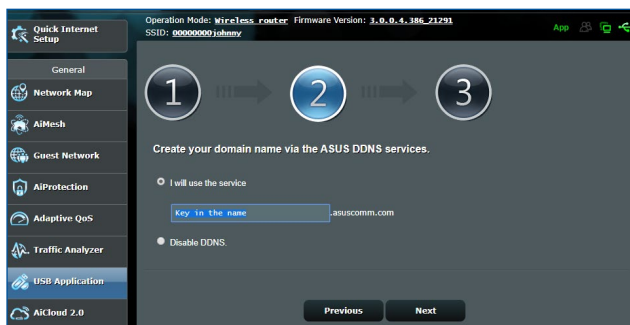 Quick Internet
Setup
Operation Mode: Wireless router Firmware Version: 3.0.0.4.386_21291
SSID: 00000000johnny
App
General
Network Map
AiMesh
Guest Network
AiProtection
Adaptive QoS
Traffic Analyzer
USB Application
AiCloud 2.0
1
2
3
Create your domain name via the ASUS DDNS services.
I will use the service
Key in the name .asuscomm.com
Disable DDNS.
Previous Next